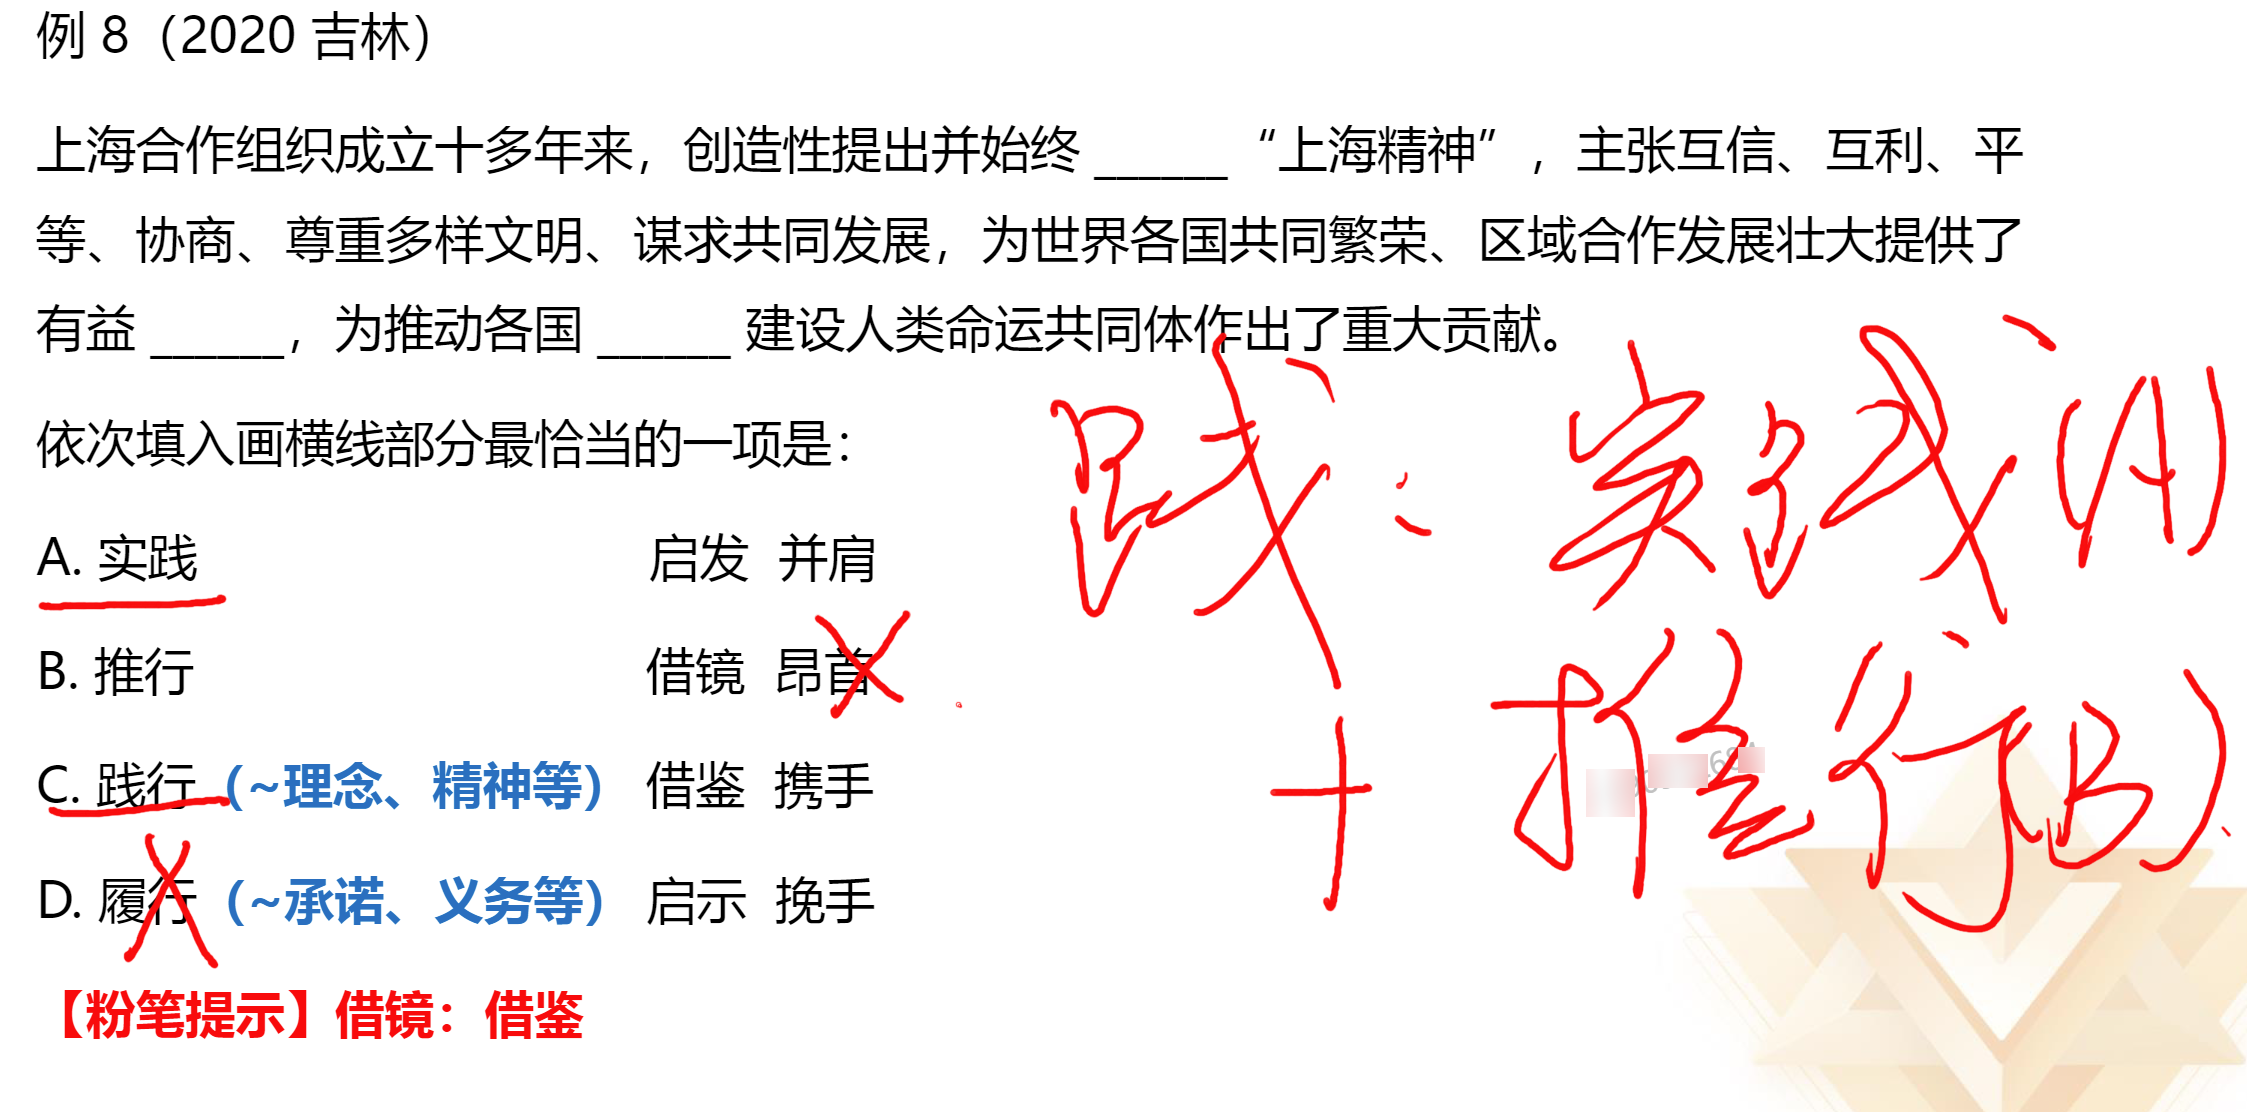 例 8（2020 吉林）
上海合作组织成立十多年来，创造性提出并始终 ______“上海精神”，主张互信、互利、平
等、协商、尊重多样文明、谋求共同发展，为世界各国共同繁荣、区域合作发展壮大提供了
有益 ______，为推动各国 ______ 建设人类命运共同体作出了重大贡献。
依次填入画横线部分最恰当的一项是：
A. 实践 启发 并肩
B. 推行 借镜 昂首
C. 践行（~理念、精神等） 借鉴 携手
D. 履行（~承诺、义务等） 启示 挽手
【粉笔提示】借镜：借鉴
践：实践(A)
+ 推行(B)